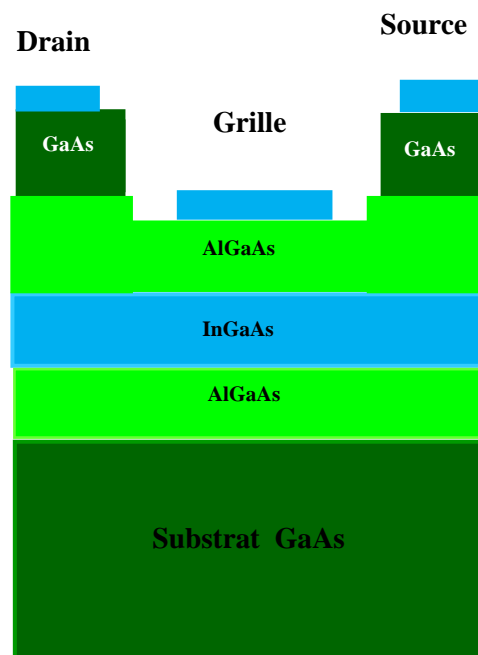 Drain
Source
Grille
GaAs
GaAs
AlGaAs
InGaAs
AlGaAs
Substrat GaAs